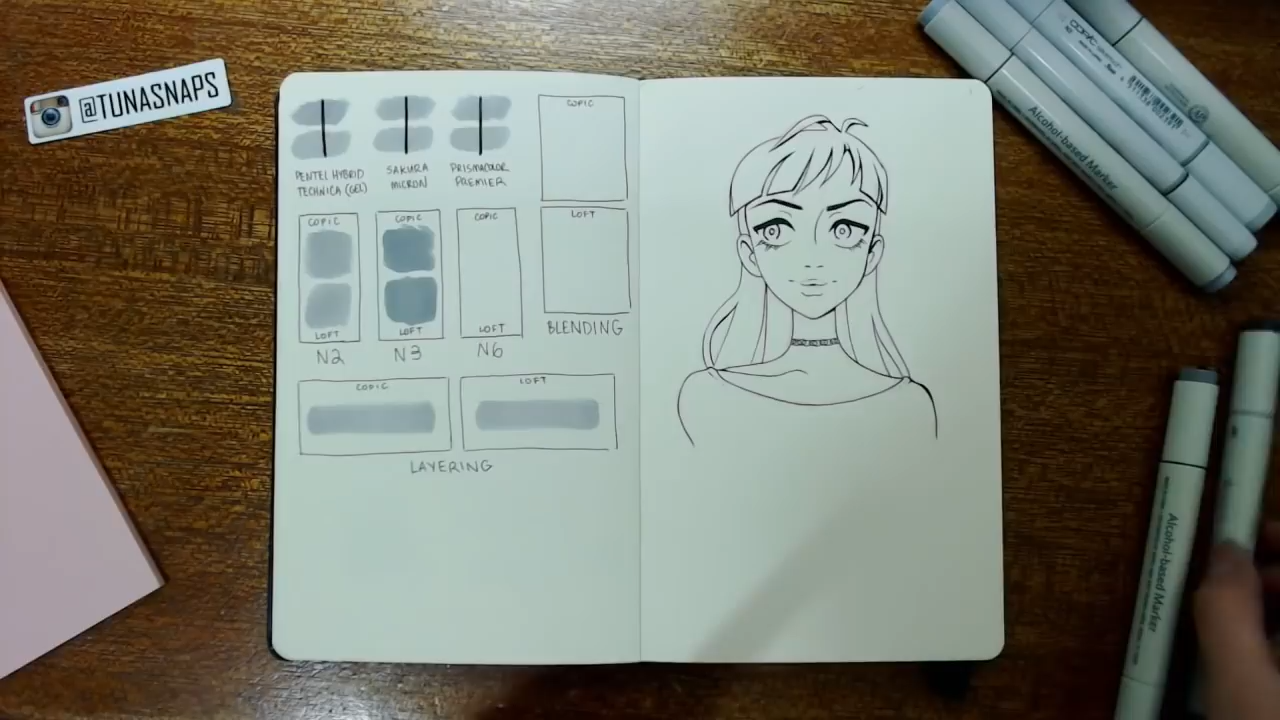 @TUNASNAPS
PENTEL HYBRID
TECHNICA (GEL)
SAKURA
MICRON
PRISMACOLOR
PREMIER
COPIC
COPIC
LOFT
N2
COPIC
LOFT
N3
COPIC
LOFT
N6
LOFT
BLENDING
COPIC
LOFT
LAYERING
COPIC
Alcohol-based Marker
Alcohol-based Marker